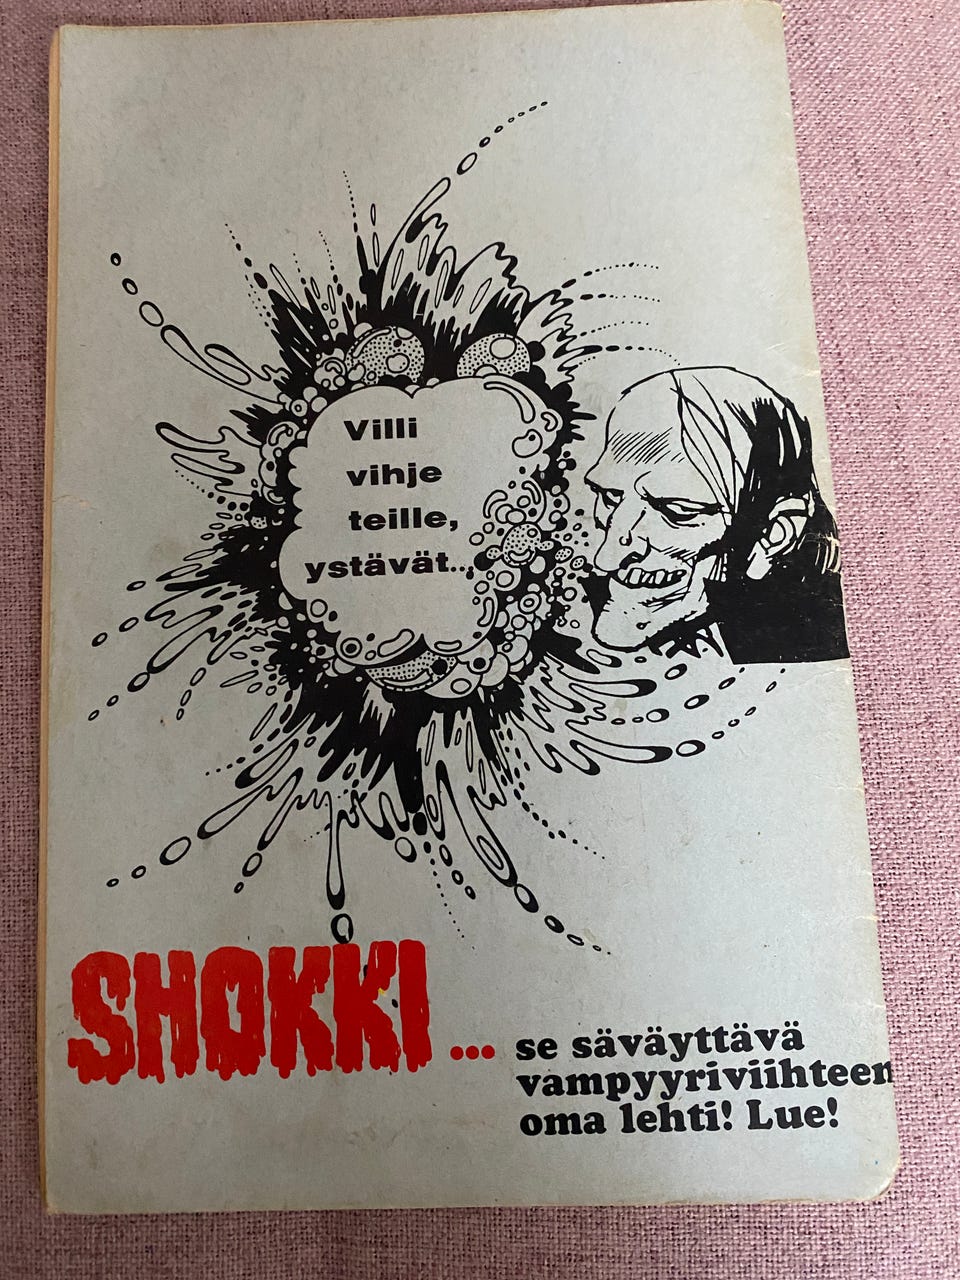 Villi
vihje
teille,
ystävät...
SHOKKI ...
se säväyttävä
vampyyriviihteen
oma lehti! Lue!